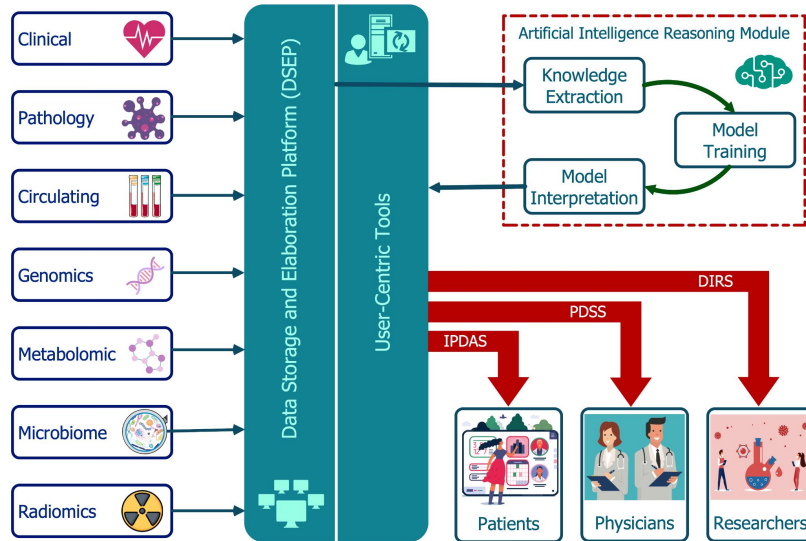 Clinical
Pathology
Circulating
Genomics
Metabolomic
Microbiome
Radiomics
Data Storage and Elaboration Platform (DSEP)
User-Centric Tools
Artificial Intelligence Reasoning Module
Knowledge
Extraction
Model
Training
Model
Interpretation
DIRS
PDSS
IPDAS
Patients
Physicians
Researchers